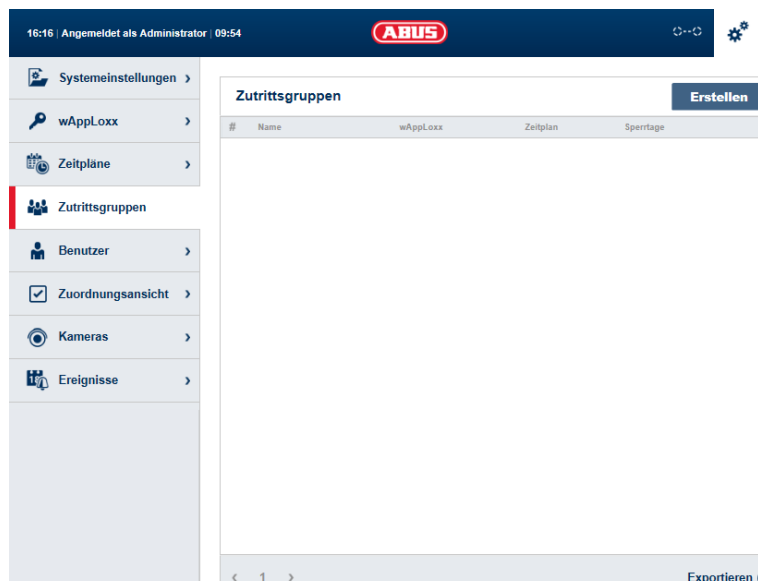 16:16 | Angemeldet als Administrator | 09:54
ABUS
Systemeinstellungen
wAppLoxx
Zeitpläne
Zutrittsgruppen
Benutzer
Zuordnungsansicht
Kameras
Ereignisse
Zutrittsgruppen
Erstellen
# Name wAppLoxx Zeitplan Sperrtage
‹ 1 ›
Exportieren